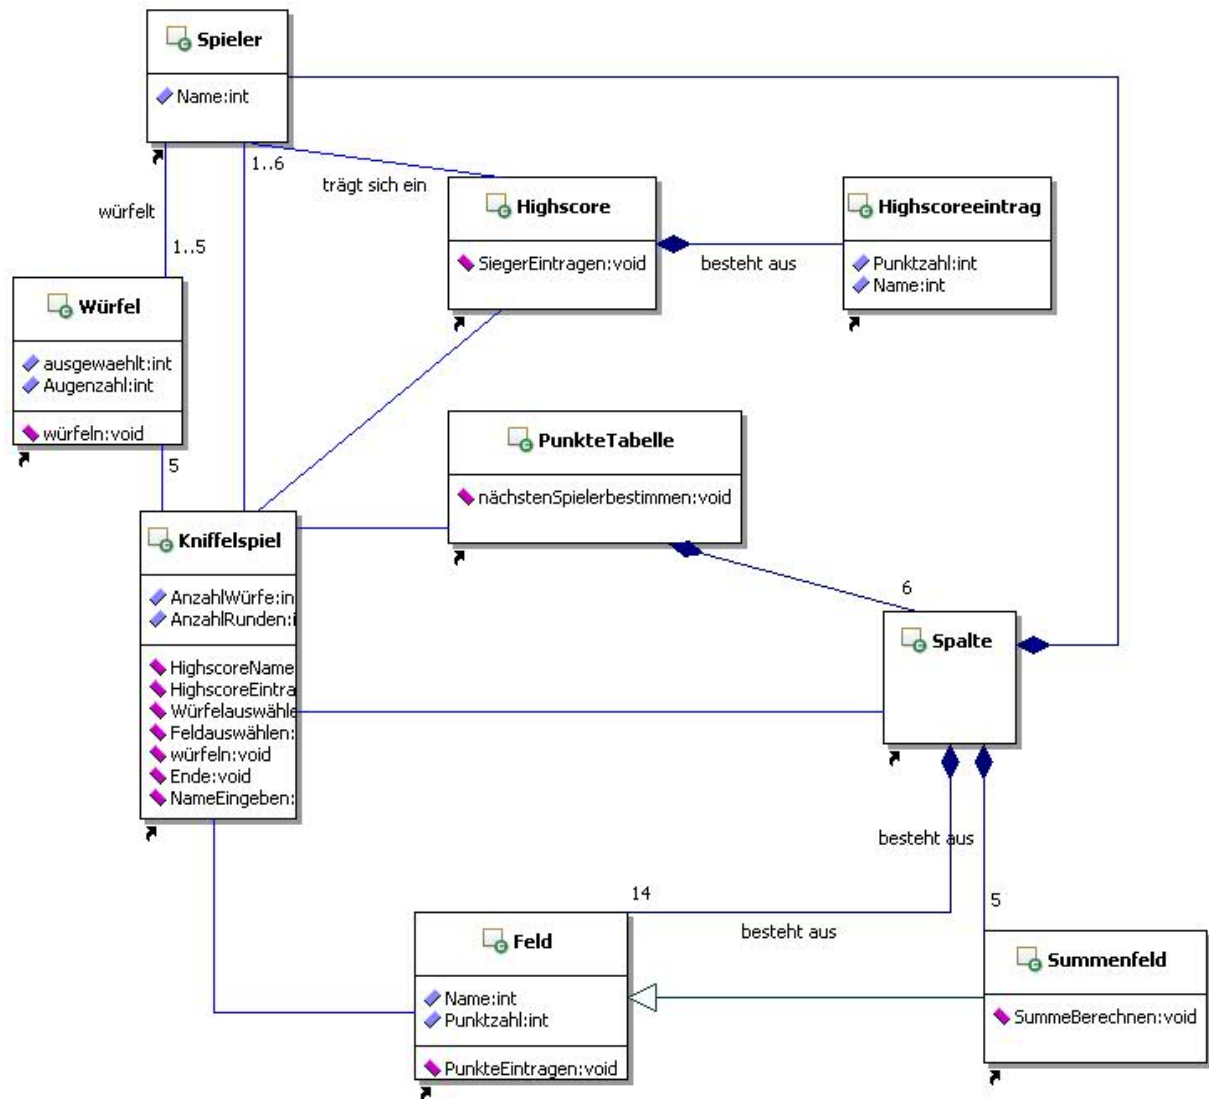 Spieler
Name:int
1..6
trägt sich ein
würfelt
1..5
Highscore
SiegerEintragen:void
besteht aus
Highscoreeintrag
Punktzahl:int
Name:int
Würfel
ausgewaehlt:int
Augenzahl:int
würfeln:void
5
PunkteTabelle
nächstenSpielerbestimmen:void
Kniffelspiel
AnzahlWürfe:in
AnzahlRunden:i
HighscoreName
HighscoreEintra
Würfelauswähle
Feldauswählen:
würfeln:void
Ende:void
NameEingeben:
6
Spalte
besteht aus
14
besteht aus
5
Feld
Name:int
Punktzahl:int
PunkteEintragen:void
Summenfeld
SummeBerechnen:void